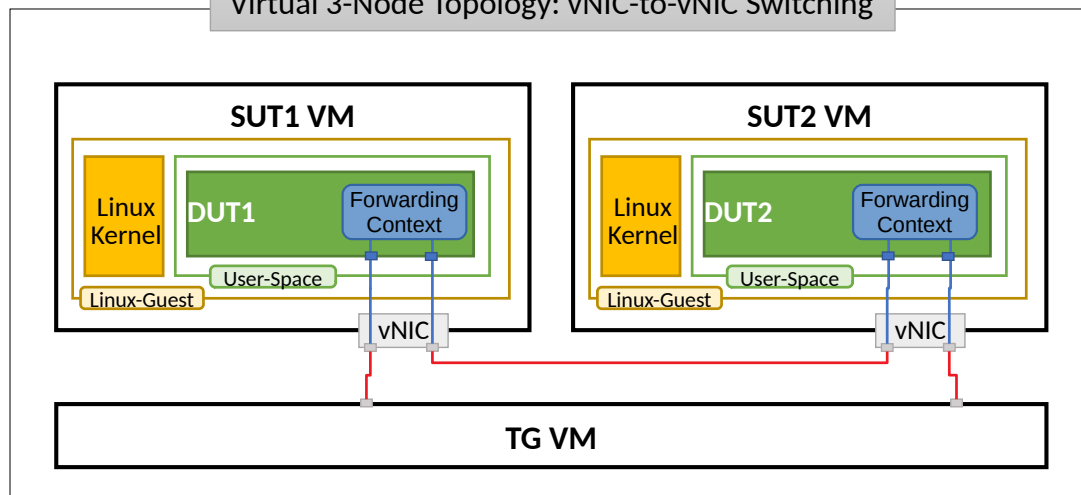 Virtual 3-Node Topology: vNIC-to-vNIC Switching
SUT1 VM
Linux
Kernel
DUT1
Forwarding
Context
User-Space
Linux-Guest
vNIC
SUT2 VM
Linux
Kernel
DUT2
Forwarding
Context
User-Space
Linux-Guest
vNIC
TG VM